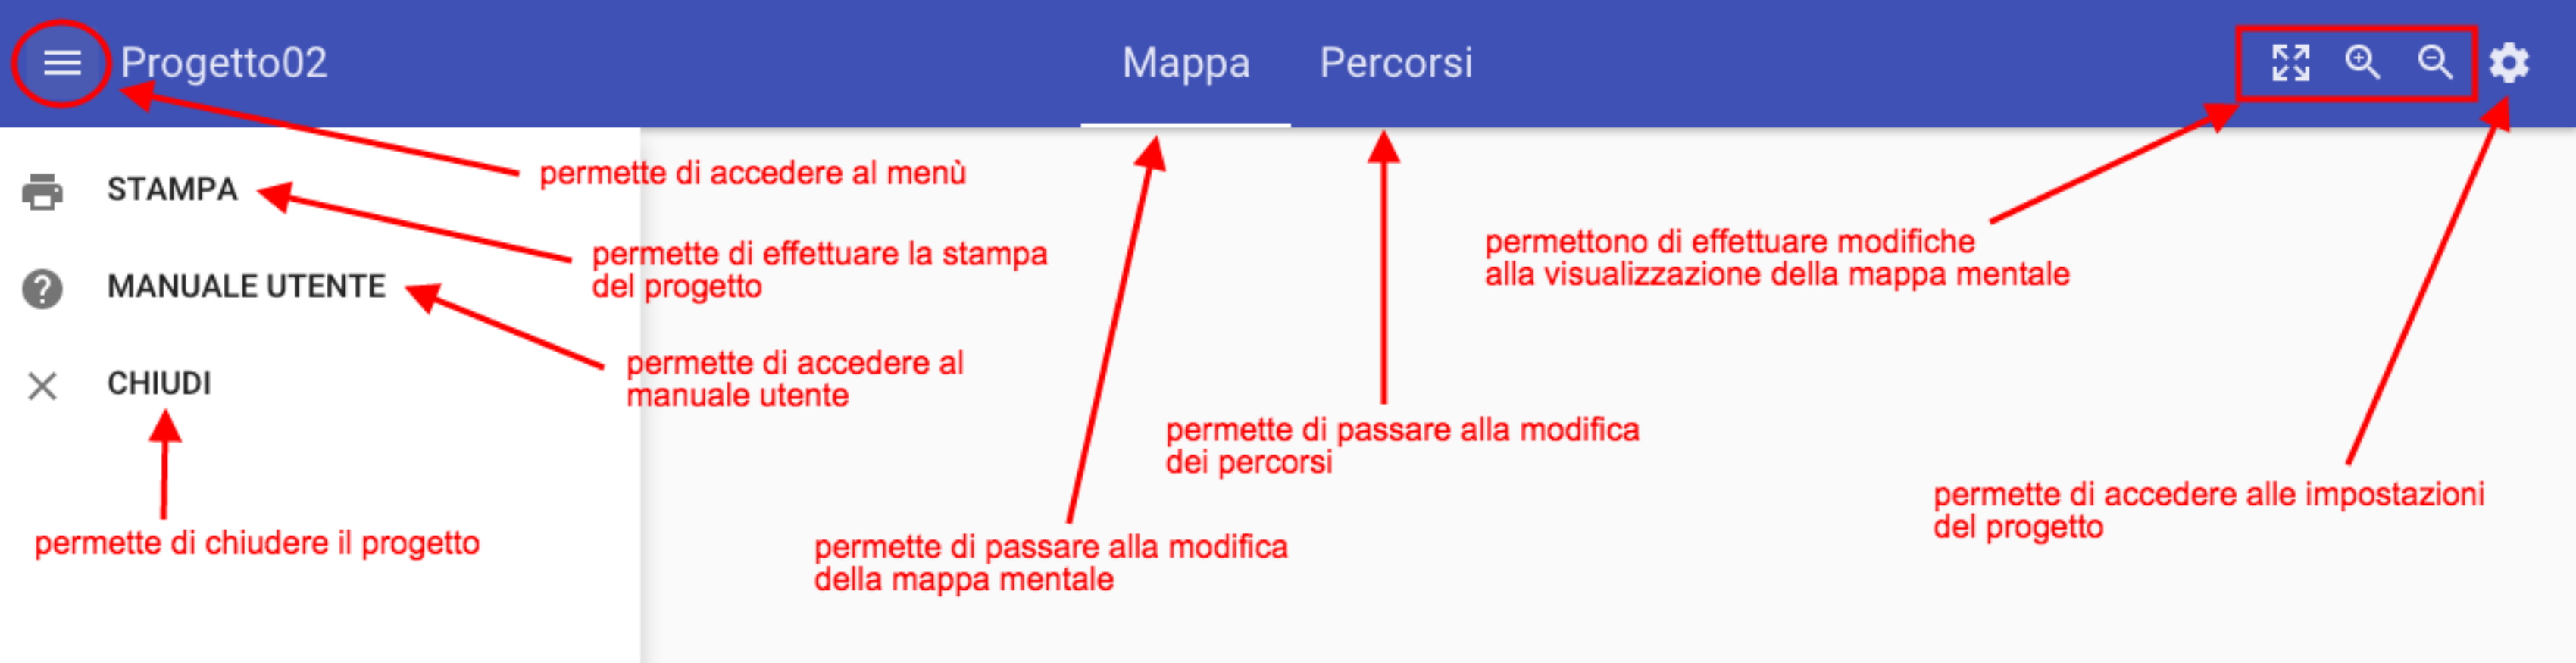 Progetto02
Mappa
Percorsi
permette di accedere al menù
STAMPA
permette di effettuare la stampa
del progetto
MANUALE UTENTE
permette di accedere al
manuale utente
CHIUDI
permette di chiudere il progetto
permette di passare alla modifica
della mappa mentale
permette di passare alla modifica
dei percorsi
permettono di effettuare modifiche
alla visualizzazione della mappa mentale
permette di accedere alle impostazioni
del progetto